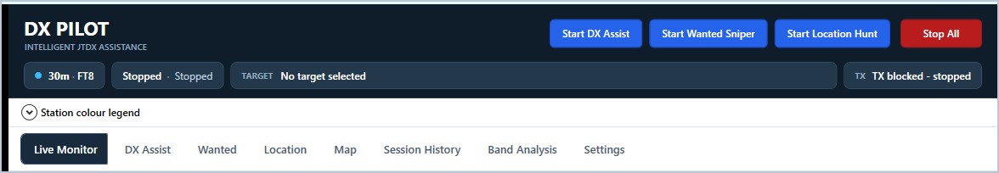 DX PILOT
INTELLIGENT JTDX ASSISTANCE
Start DX Assist Start Wanted Sniper Start Location Hunt Stop All
30m · FT8 Stopped · Stopped TARGET No target selected TX TX blocked - stopped
Station colour legend
Live Monitor DX Assist Wanted Location Map Session History Band Analysis Settings